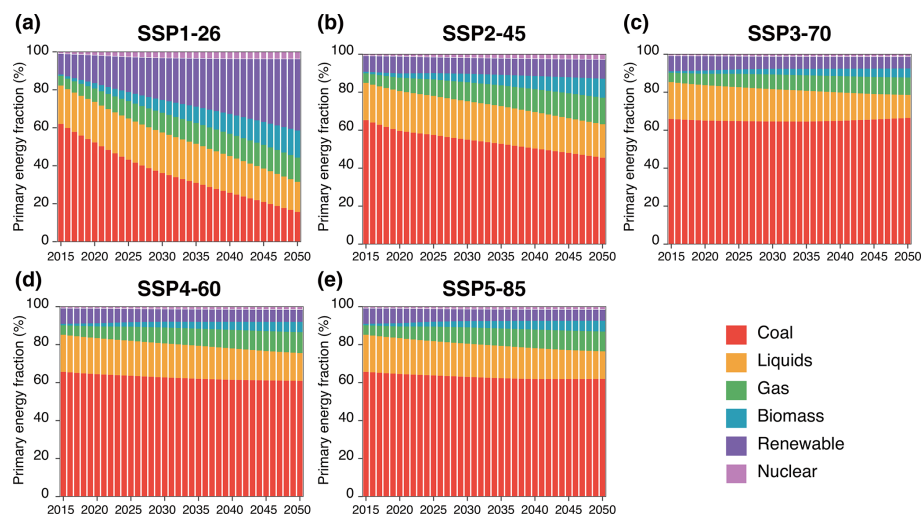 (a) SSP1-26
(b) SSP2-45
(c) SSP3-70
Primary energy fraction (%)
100
80
60
40
20
0
2015 2020 2025 2030 2035 2040 2045 2050
Primary energy fraction (%)
100
80
60
40
20
0
2015 2020 2025 2030 2035 2040 2045 2050
Primary energy fraction (%)
100
80
60
40
20
0
2015 2020 2025 2030 2035 2040 2045 2050
(d) SSP4-60
(e) SSP5-85
Primary energy fraction (%)
100
80
60
40
20
0
2015 2020 2025 2030 2035 2040 2045 2050
Primary energy fraction (%)
100
80
60
40
20
0
2015 2020 2025 2030 2035 2040 2045 2050
Coal
Liquids
Gas
Biomass
Renewable
Nuclear